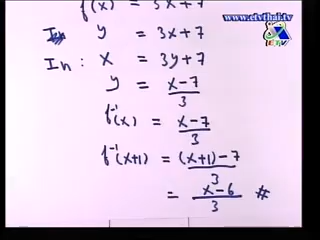 f(x) = 3x+7
www.etvthai.tv
y = 3x+7
ETV
In : x = 3y+7
y = x-7/3
f⁻¹(x) = x-7/3
f⁻¹(x+1) = (x+1)-7/3
= x-6/3 #